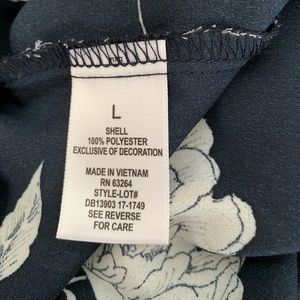 L
SHELL
100% POLYESTER
EXCLUSIVE OF DECORATION
MADE IN VIETNAM
RN 63264
STYLE-LOT#
DB13903 17-1749
SEE REVERSE
FOR CARE